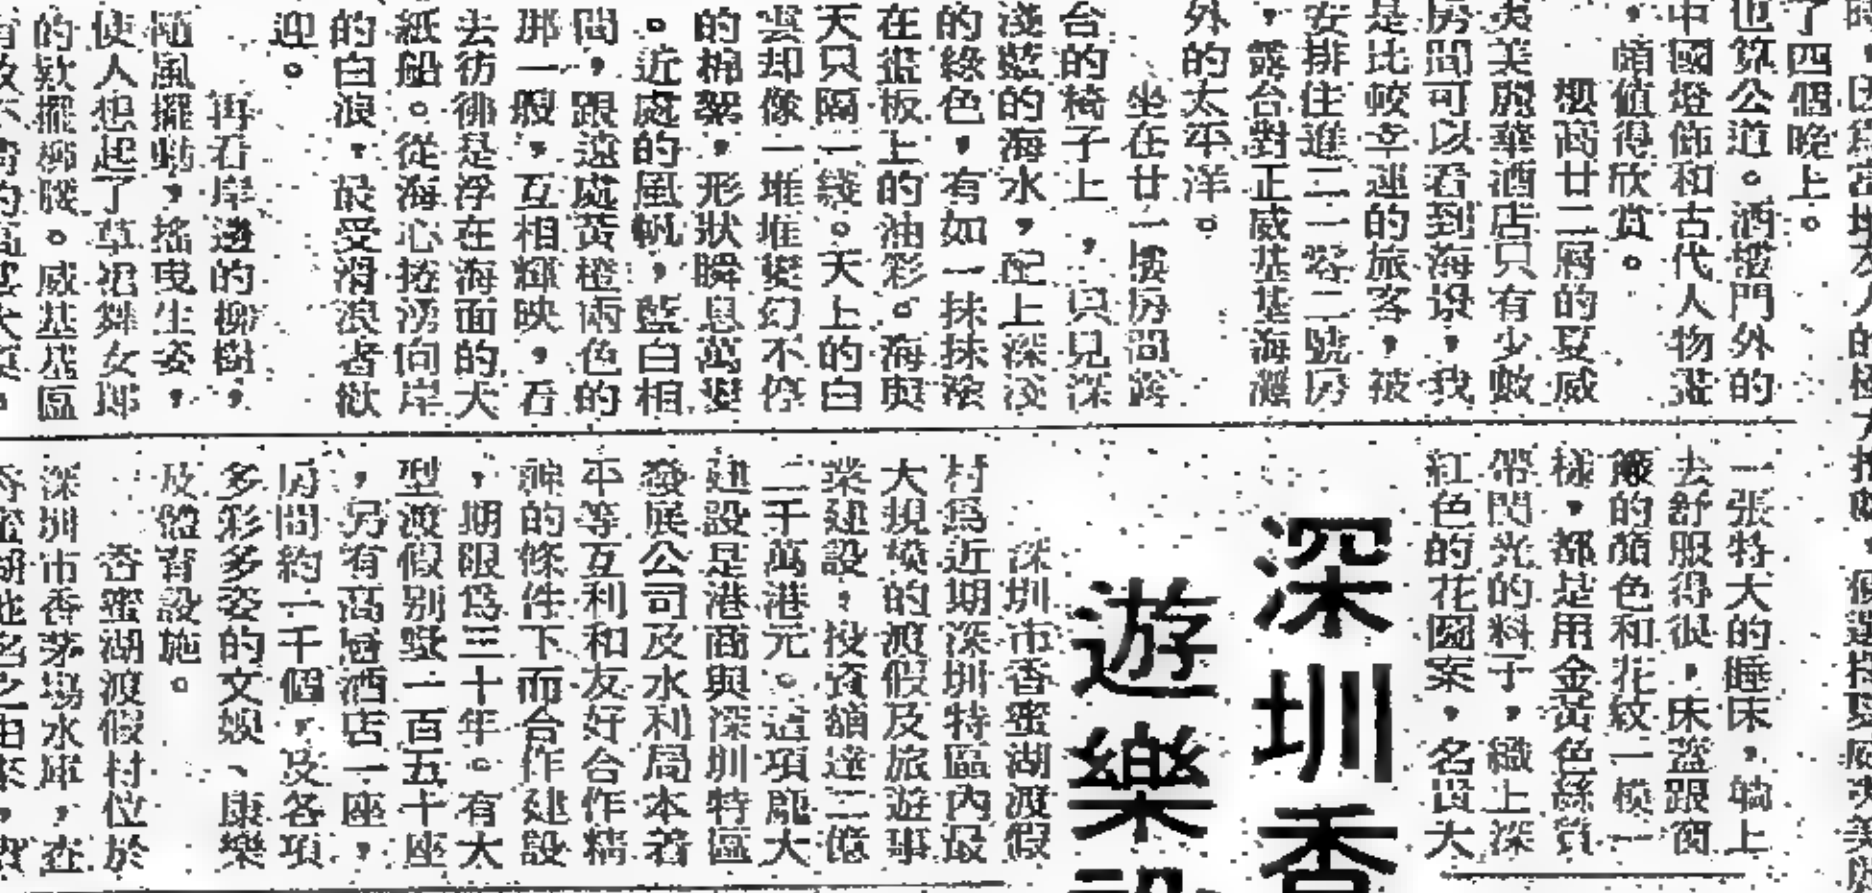 了四個晚上。
也算公道。酒樓門外的
中國燈飾和古代人物畫
，頗值得欣賞。
樓高廿二層的夏威
夷美麗華酒店只有少數
房間可以看到海景，我
是比較幸運的旅客，被
安排住進二一零二號房
，露台對正威基基海灘
外的太平洋。
坐在廿一樓房間露
台的椅子上，只見深
淺藍的海水，配上深淺
的綠色，有如一抹抹滾
在畫板上的油彩。海與
天只隔一綫。天上的白
雲却像一堆堆變幻不停
的棉絮，形狀瞬息萬變
。近處的風帆，藍白相
間，跟遠處黃橙兩色的
那一艘，互相輝映，看
去彷彿是浮在海面的大
紙船。從海心捲湧向岸
的白浪，最受滑浪者歡
迎。
再看岸邊的柳樹，
隨風擺動，搖曳生姿，
使人想起了草裙舞女郎
的欵擺柳腰。威基基區
一張特大的睡床，躺上
去舒服得很，床蓋跟窗
簾的顏色和花紋一模一
樣，都是用金黃色絲質
帶閃光的料子，織上深
紅色的花圖案，名貴大
深圳香
遊樂設
深圳市香蜜湖渡假
村爲近期深圳特區內最
大規模的渡假及旅遊事
業建設，投資額達二億
二千萬港元。這項龐大
建設是港商與深圳特區
發展公司及水利局本着
平等互利和友好合作精
神的條件下而合作建設
，期限爲三十年。有大
型渡假別墅一百五十座
，另有高層酒店一座，
房間約一千個，及各項
多彩多姿的文娛、康樂
及體育設施。
香蜜湖渡假村位於
深圳市香茅場水庫，在